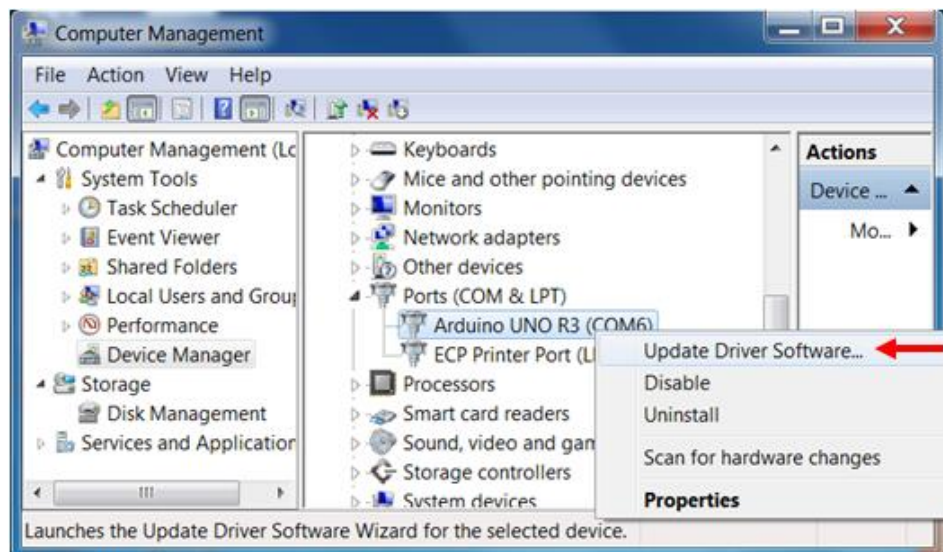 Computer Management
File Action View Help
Computer Management (Lc
System Tools
Task Scheduler
Event Viewer
Shared Folders
Local Users and Grou
Performance
Device Manager
Storage
Disk Management
Services and Application
Keyboards
Mice and other pointing devices
Monitors
Network adapters
Other devices
Ports (COM & LPT)
Arduino UNO R3 (COM6)
ECP Printer Port (L
Processors
Smart card readers
Sound, video and gam
Storage controllers
System devices
Actions
Device ...
Mo...
Update Driver Software...
Disable
Uninstall
Scan for hardware changes
Properties
Launches the Update Driver Software Wizard for the selected device.